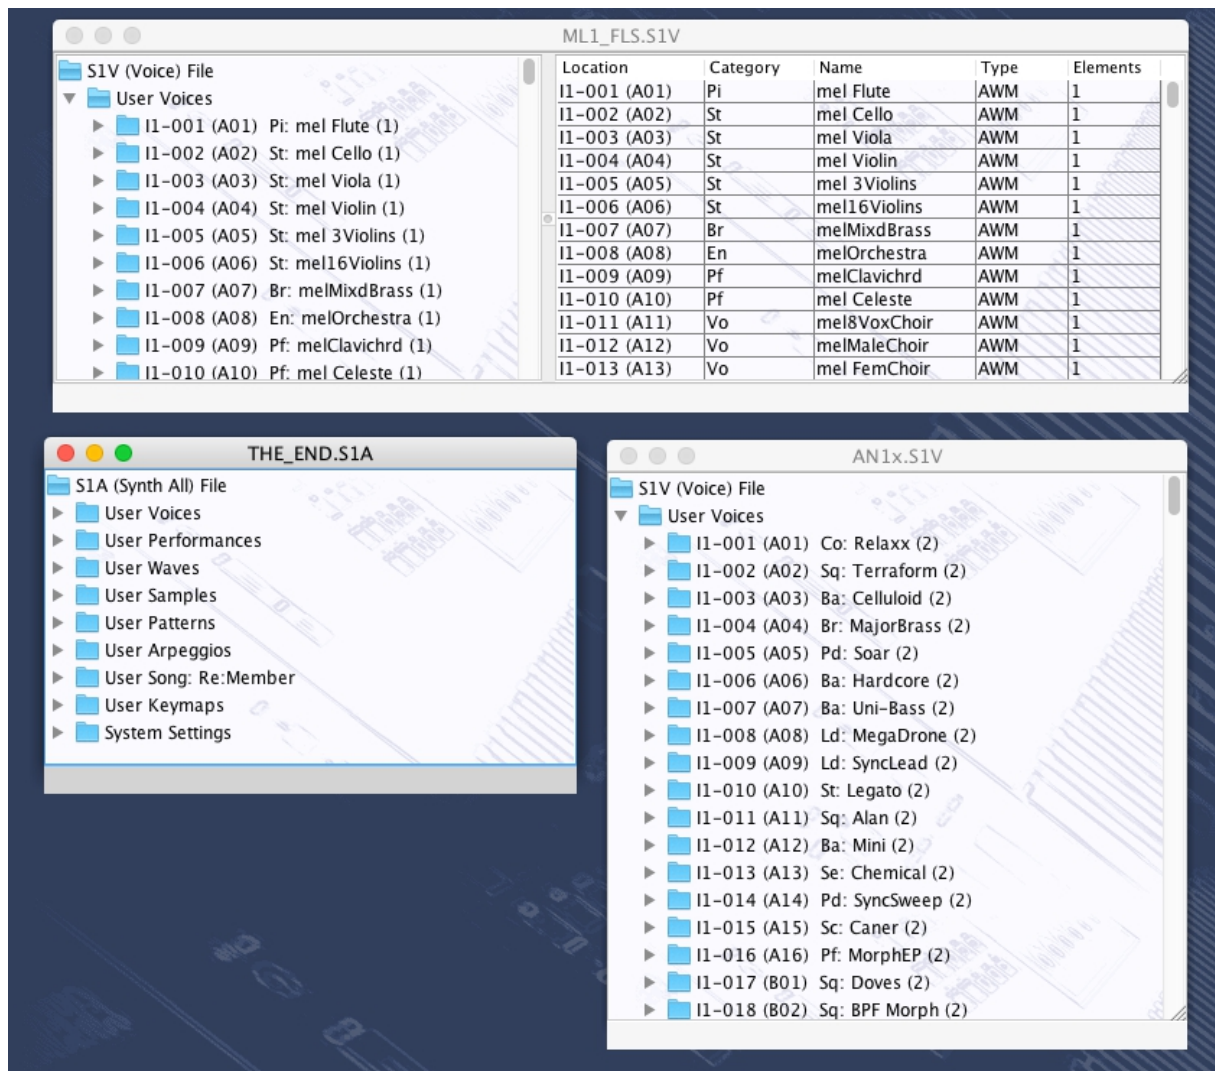 ML1_FLS.S1V
S1V (Voice) File
User Voices
I1-001 (A01) Pi: mel Flute (1)
I1-002 (A02) St: mel Cello (1)
I1-003 (A03) St: mel Viola (1)
I1-004 (A04) St: mel Violin (1)
I1-005 (A05) St: mel 3Violins (1)
I1-006 (A06) St: mel16Violins (1)
I1-007 (A07) Br: melMixdBrass (1)
I1-008 (A08) En: melOrchestra (1)
I1-009 (A09) Pf: melClavichrd (1)
I1-010 (A10) Pf: mel Celeste (1)
Location Category Name Type Elements
I1-001 (A01) Pi mel Flute AWM 1
I1-002 (A02) St mel Cello AWM 1
I1-003 (A03) St mel Viola AWM 1
I1-004 (A04) St mel Violin AWM 1
I1-005 (A05) St mel 3Violins AWM 1
I1-006 (A06) St mel16Violins AWM 1
I1-007 (A07) Br melMixdBrass AWM 1
I1-008 (A08) En melOrchestra AWM 1
I1-009 (A09) Pf melClavichrd AWM 1
I1-010 (A10) Pf mel Celeste AWM 1
I1-011 (A11) Vo mel8VoxChoir AWM 1
I1-012 (A12) Vo melMaleChoir AWM 1
I1-013 (A13) Vo mel FemChoir AWM 1
THE_END.S1A
S1A (Synth All) File
User Voices
User Performances
User Waves
User Samples
User Patterns
User Arpeggios
User Song: Re:Member
User Keymaps
System Settings
AN1x.S1V
S1V (Voice) File
User Voices
I1-001 (A01) Co: Relaxx (2)
I1-002 (A02) Sq: Terraform (2)
I1-003 (A03) Ba: Celluloid (2)
I1-004 (A04) Br: MajorBrass (2)
I1-005 (A05) Pd: Soar (2)
I1-006 (A06) Ba: Hardcore (2)
I1-007 (A07) Ba: Uni-Bass (2)
I1-008 (A08) Ld: MegaDrone (2)
I1-009 (A09) Ld: SyncLead (2)
I1-010 (A10) St: Legato (2)
I1-011 (A11) Sq: Alan (2)
I1-012 (A12) Ba: Mini (2)
I1-013 (A13) Se: Chemical (2)
I1-014 (A14) Pd: SyncSweep (2)
I1-015 (A15) Sc: Caner (2)
I1-016 (A16) Pf: MorphEP (2)
I1-017 (B01) Sq: Doves (2)
I1-018 (B02) Sq: BPF Morph (2)